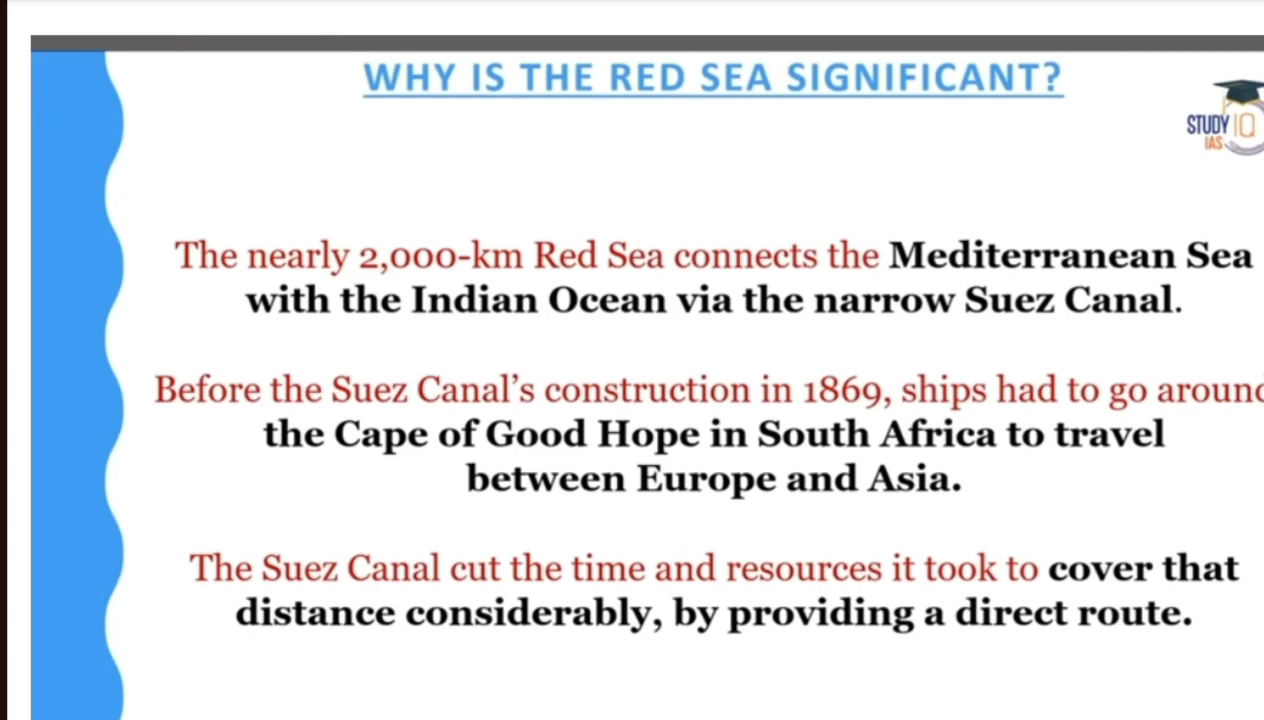 WHY IS THE RED SEA SIGNIFICANT?
STUDY IQ
IAS
The nearly 2,000-km Red Sea connects the Mediterranean Sea
with the Indian Ocean via the narrow Suez Canal.
Before the Suez Canal’s construction in 1869, ships had to go around
the Cape of Good Hope in South Africa to travel
between Europe and Asia.
The Suez Canal cut the time and resources it took to cover that
distance considerably, by providing a direct route.